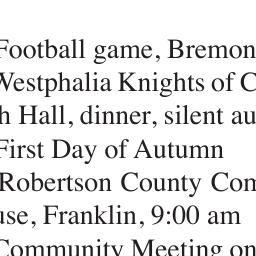 Football game, Bremon
Westphalia Knights of C
h Hall, dinner, silent au
First Day of Autumn
Robertson County Com
use, Franklin, 9:00 am
Community Meeting on